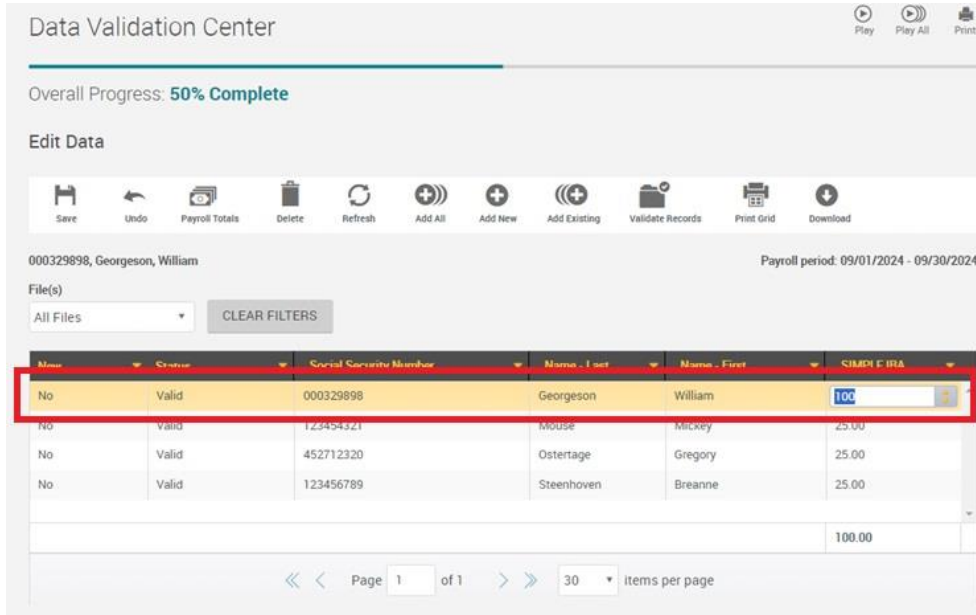 Data Validation Center
Play Play All Print
Overall Progress: 50% Complete
Edit Data
Save Undo Payroll Totals Delete Refresh Add All Add New Add Existing Validate Records Print Grid Download
000329898, Georgeson, William Payroll period: 09/01/2024 - 09/30/2024
File(s)
All Files CLEAR FILTERS
New Status Social Security Number Name - Last Name - First SIMPLE IRA
No Valid 000329898 Georgeson William 100
No Valid 123454321 Mouse Mickey 25.00
No Valid 452712320 Ostertage Gregory 25.00
No Valid 123456789 Steenhoven Breanne 25.00
100.00
Page 1 of 1 30 items per page